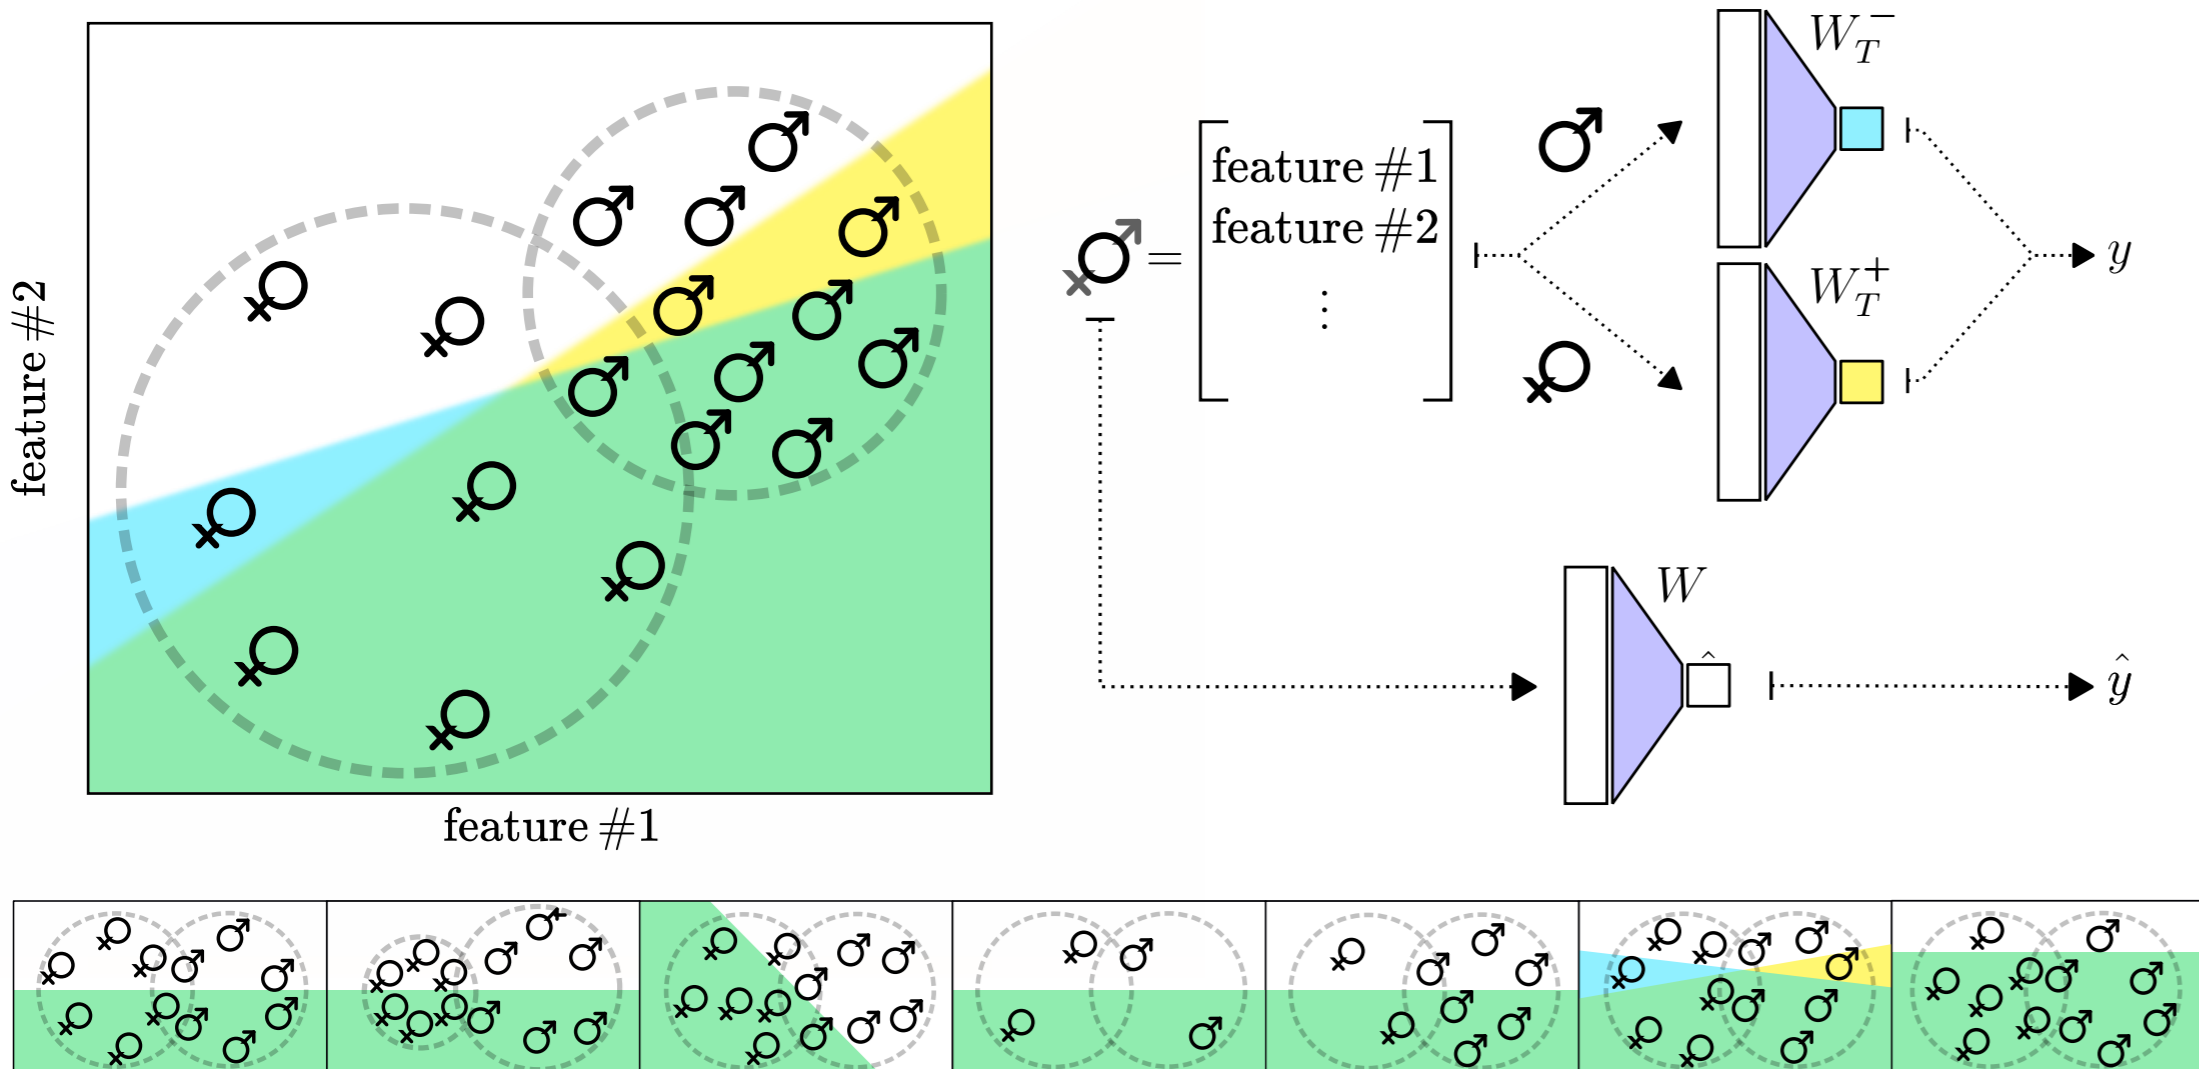 feature #2
feature #1
feature #1
feature #2
⋮
=
W_T^-
W_T^+
y
W
^
ŷ